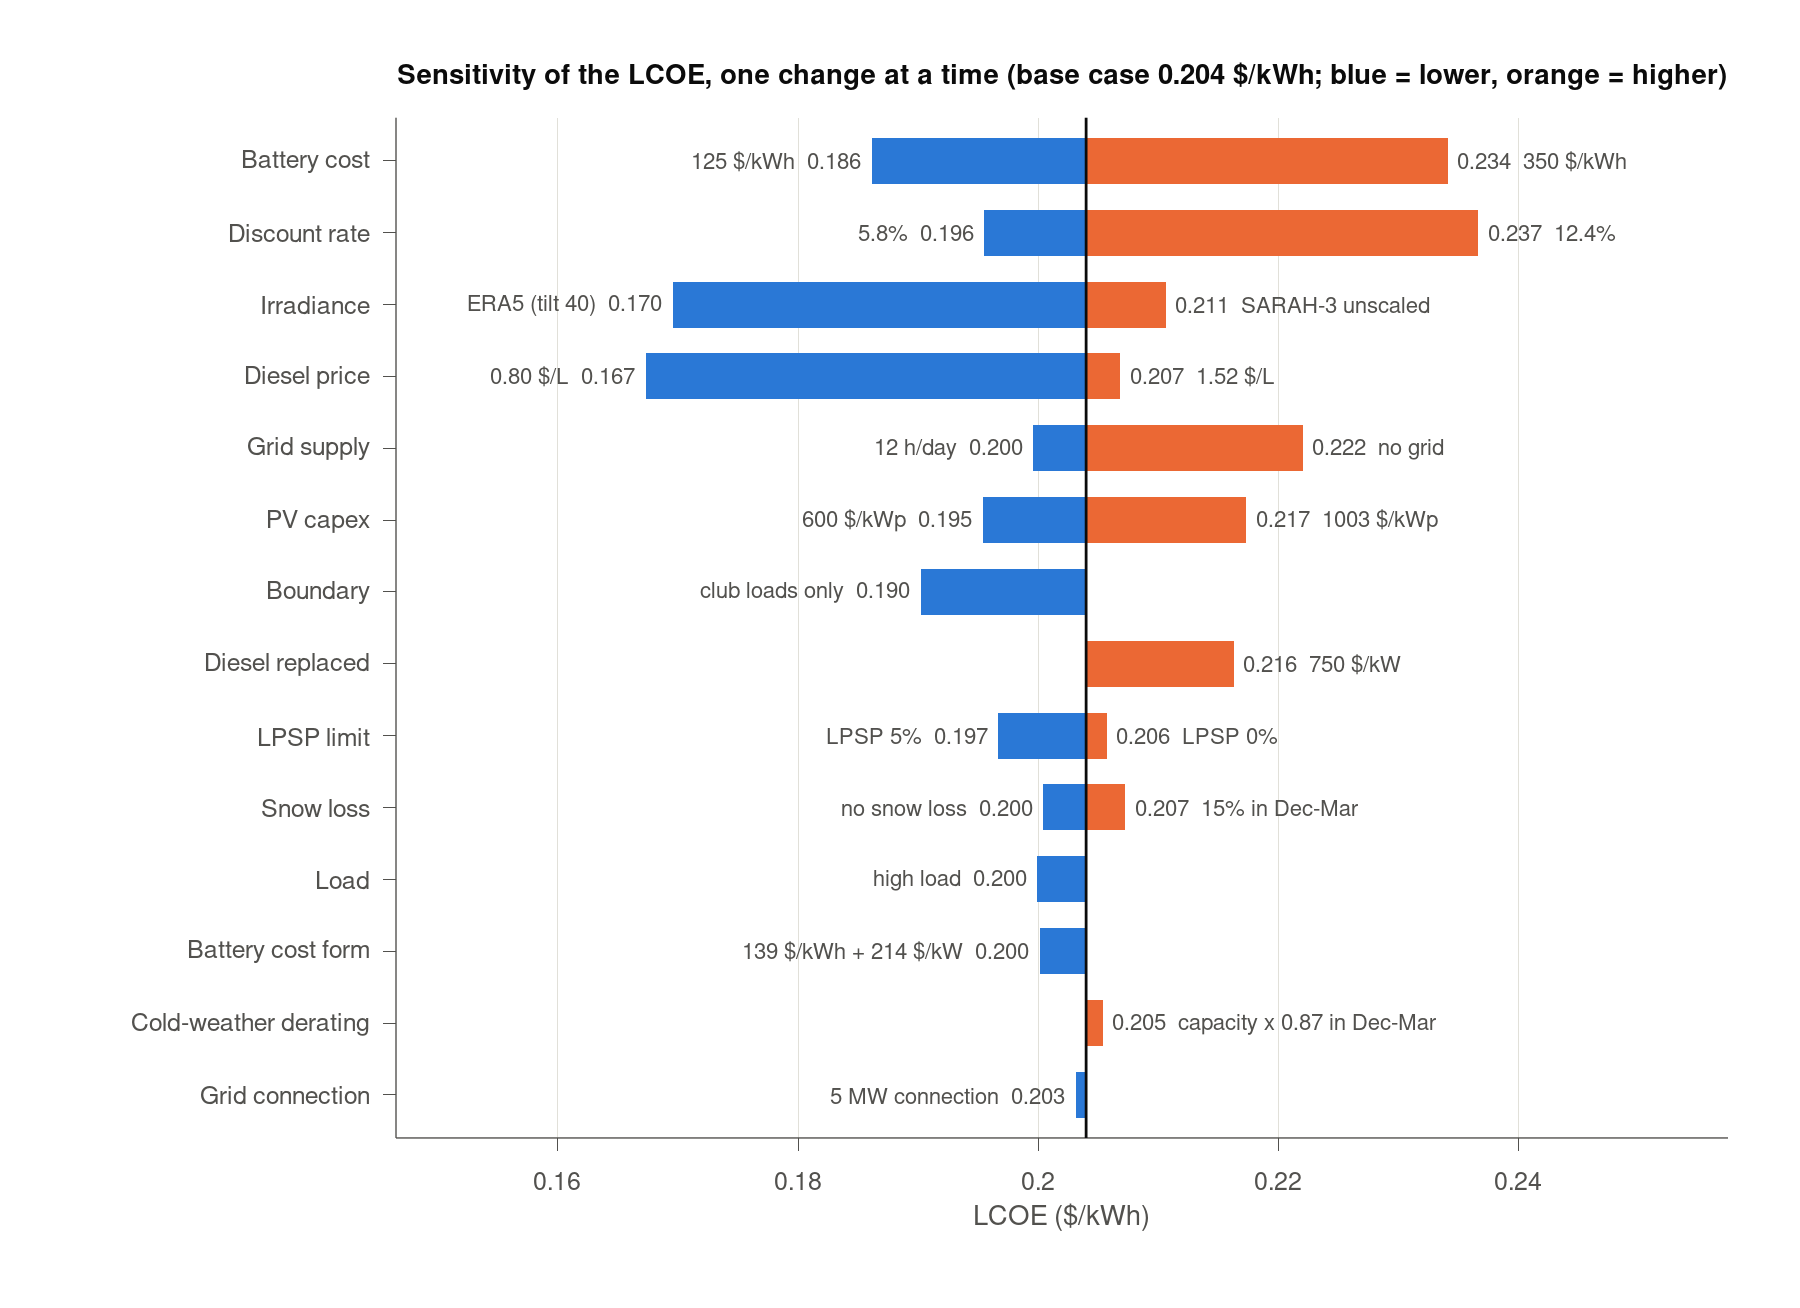 Sensitivity of the LCOE, one change at a time (base case 0.204 $/kWh; blue = lower, orange = higher)
Battery cost 125 $/kWh 0.186 0.234 350 $/kWh
Discount rate 5.8% 0.196 0.237 12.4%
Irradiance ERA5 (tilt 40) 0.170 0.211 SARAH-3 unscaled
Diesel price 0.80 $/L 0.167 0.207 1.52 $/L
Grid supply 12 h/day 0.200 0.222 no grid
PV capex 600 $/kWp 0.195 0.217 1003 $/kWp
Boundary club loads only 0.190
Diesel replaced 0.216 750 $/kW
LPSP limit LPSP 5% 0.197 0.206 LPSP 0%
Snow loss no snow loss 0.200 0.207 15% in Dec-Mar
Load high load 0.200
Battery cost form 139 $/kWh + 214 $/kW 0.200
Cold-weather derating 0.205 capacity x 0.87 in Dec-Mar
Grid connection 5 MW connection 0.203
0.16 0.18 0.2 0.22 0.24
LCOE ($/kWh)